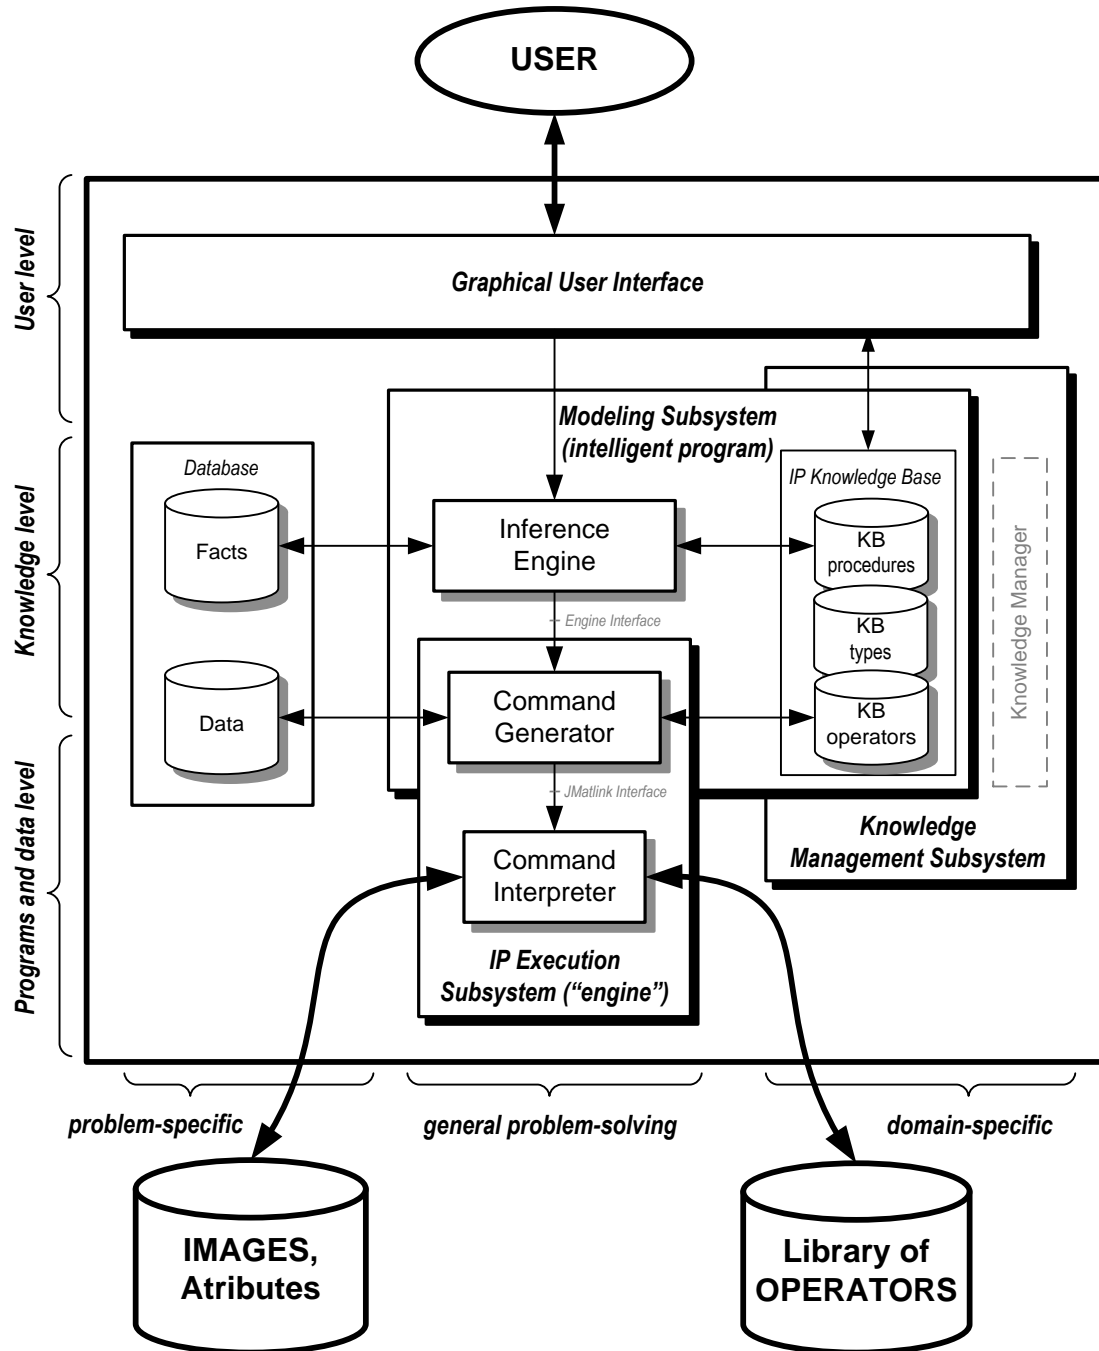 USER
User level
Graphical User Interface
Modeling Subsystem
(intelligent program)
Knowledge level
Database
IP Knowledge Base
Facts
Inference
Engine
KB
procedures
Knowledge Manager
Engine Interface
KB
types
Data
Command
Generator
KB
operators
Programs and data level
JMatlink Interface
Knowledge
Management Subsystem
Command
Interpreter
IP Execution
Subsystem (“engine”)
problem-specific
general problem-solving
domain-specific
IMAGES,
Atributes
Library of
OPERATORS